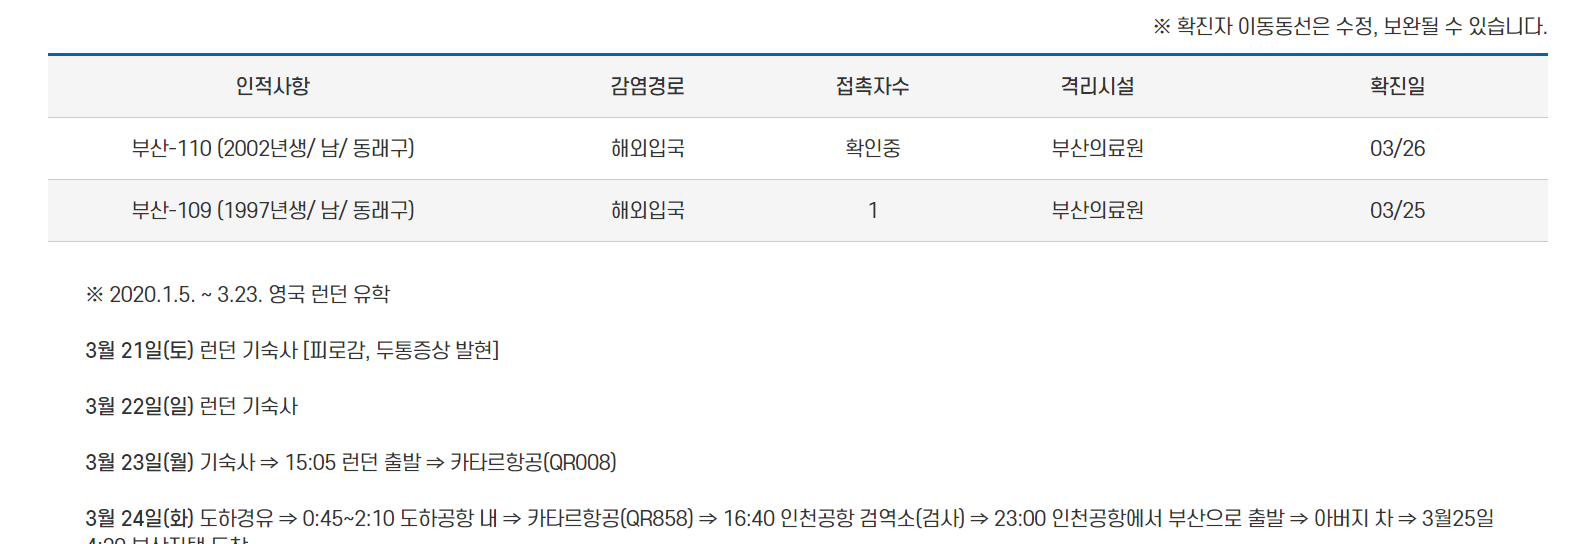 ※ 확진자 이동동선은 수정, 보완될 수 있습니다.
인적사항 감염경로 접촉자수 격리시설 확진일
부산-110 (2002년생/ 남/ 동래구) 해외입국 확인중 부산의료원 03/26
부산-109 (1997년생/ 남/ 동래구) 해외입국 1 부산의료원 03/25
※ 2020.1.5. ~ 3.23. 영국 런던 유학
3월 21일(토) 런던 기숙사 [피로감, 두통증상 발현]
3월 22일(일) 런던 기숙사
3월 23일(월) 기숙사 ⇒ 15:05 런던 출발 ⇒ 카타르항공(QR008)
3월 24일(화) 도하경유 ⇒ 0:45~2:10 도하공항 내 ⇒ 카타르항공(QR858) ⇒ 16:40 인천공항 검역소(검사) ⇒ 23:00 인천공항에서 부산으로 출발 ⇒ 아버지 차 ⇒ 3월25일